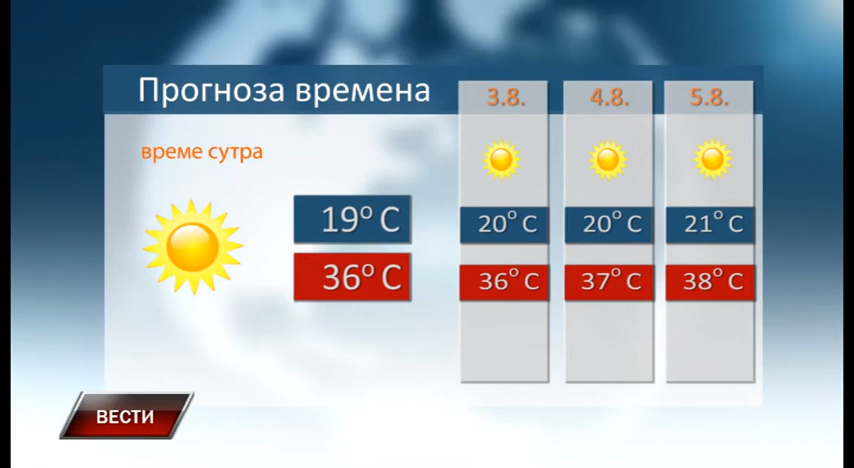 Прогноза времена
време сутра
19° C
36° C
3.8.
20° C
36° C
4.8.
20° C
37° C
5.8.
21° C
38° C
ВЕСТИ